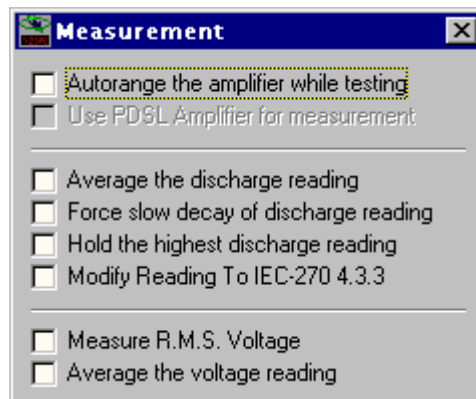 Measurement
Autorange the amplifier while testing
Use PDSL Amplifier for measurement
Average the discharge reading
Force slow decay of discharge reading
Hold the highest discharge reading
Modify Reading To IEC-270 4.3.3
Measure R.M.S. Voltage
Average the voltage reading